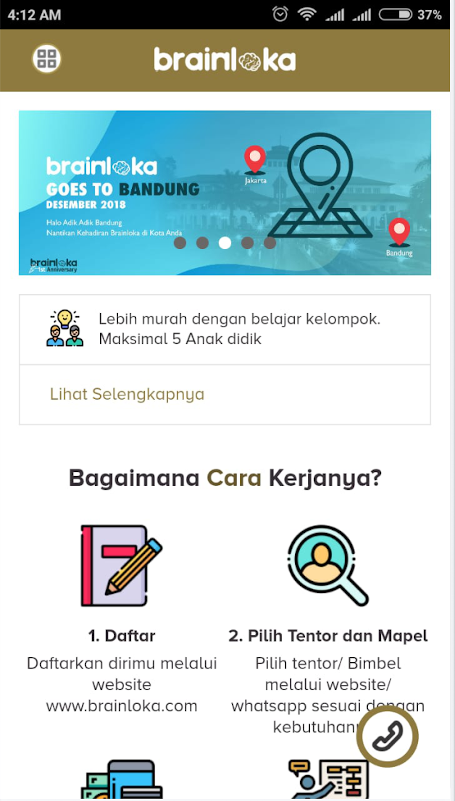 4:12 AM
37%
brainloka
brainloka
GOES TO BANDUNG
DESEMBER 2018
Halo Adik Adik Bandung
Nantikan Kehadiran Brainloka di Kota Anda
Jakarta
Bandung
brainloka
1st Anniversary
Lebih murah dengan belajar kelompok.
Maksimal 5 Anak didik
Lihat Selengkapnya
Bagaimana Cara Kerjanya?
1. Daftar
Daftarkan dirimu melalui
website
www.brainloka.com
2. Pilih Tentor dan Mapel
Pilih tentor/ Bimbel
melalui website/
whatsapp sesuai dengan